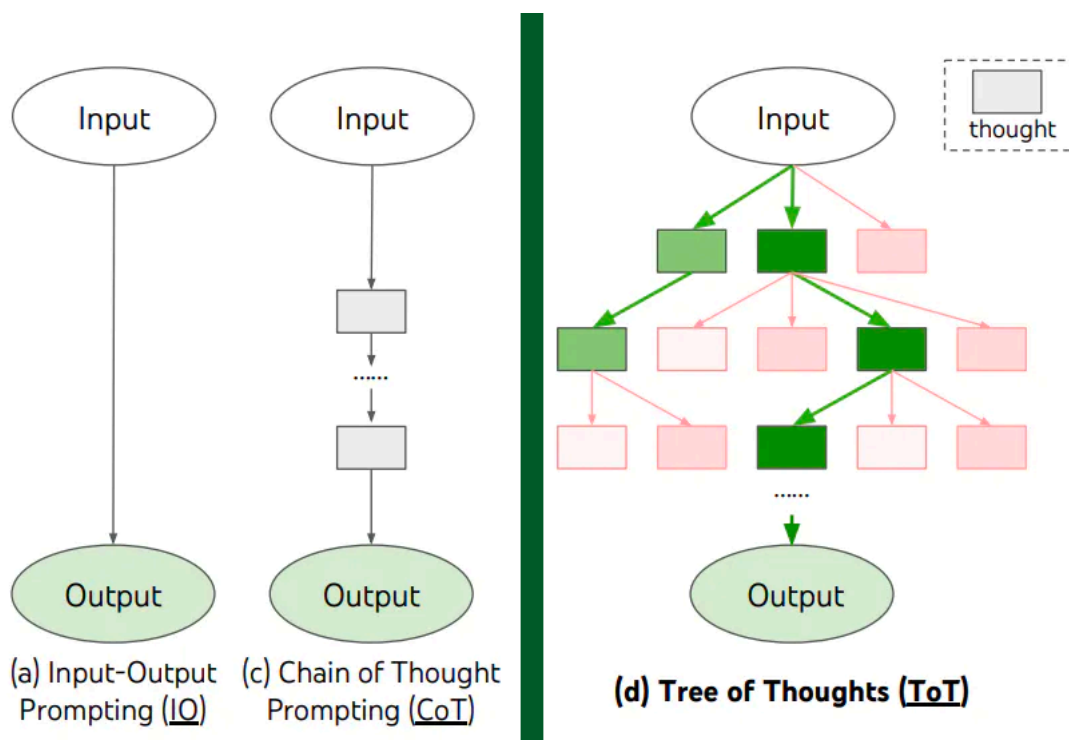 Input
Output
(a) Input-Output
Prompting (IO)
Input
......
Output
(c) Chain of Thought
Prompting (CoT)
Input
thought
......
Output
(d) Tree of Thoughts (ToT)